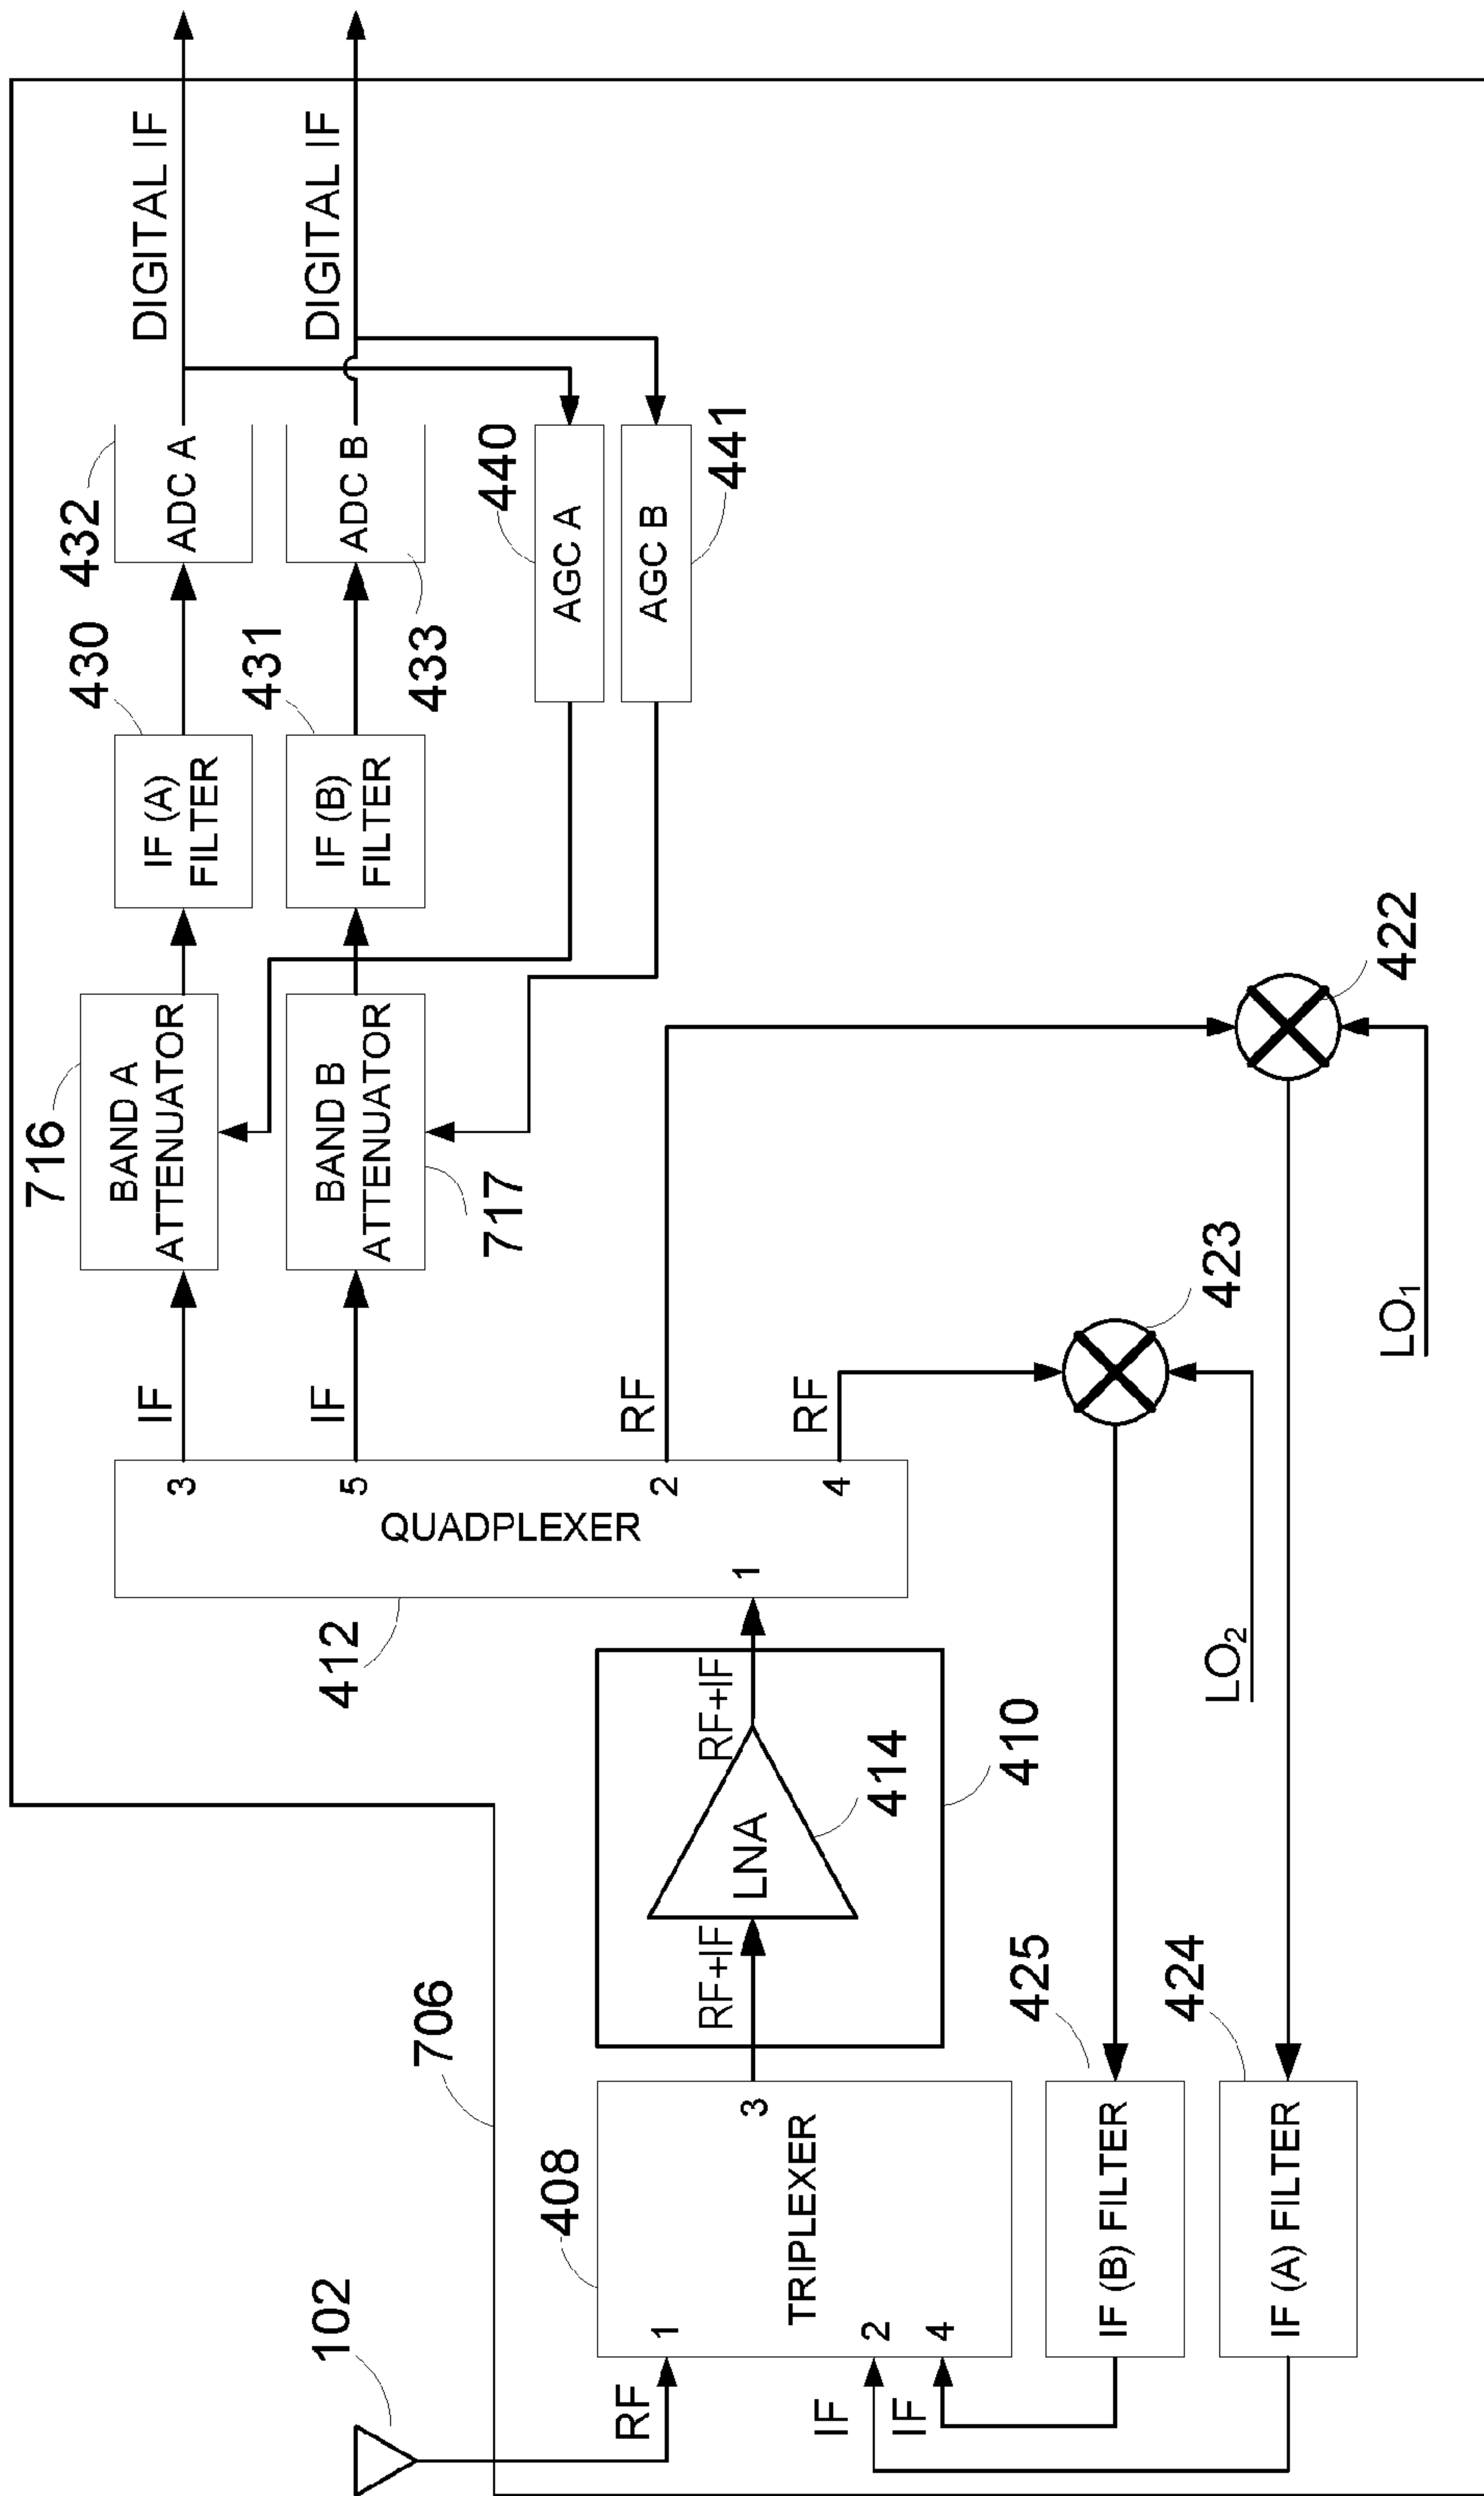 102
RF
706
408
1
TRIPLEXER
3
2
4
IF
IF
RF+IF
LNA
RF+IF
414
410
412
QUADPLEXER
1
3
5
2
4
IF
IF
RF
RF
716
BAND A
ATTENUATOR
BAND B
ATTENUATOR
717
430
IF (A)
FILTER
431
IF (B)
FILTER
432
ADC A
ADC B
433
DIGITAL IF
DIGITAL IF
440
AGC A
AGC B
441
423
LO2
422
LO1
425
IF (B) FILTER
424
IF (A) FILTER